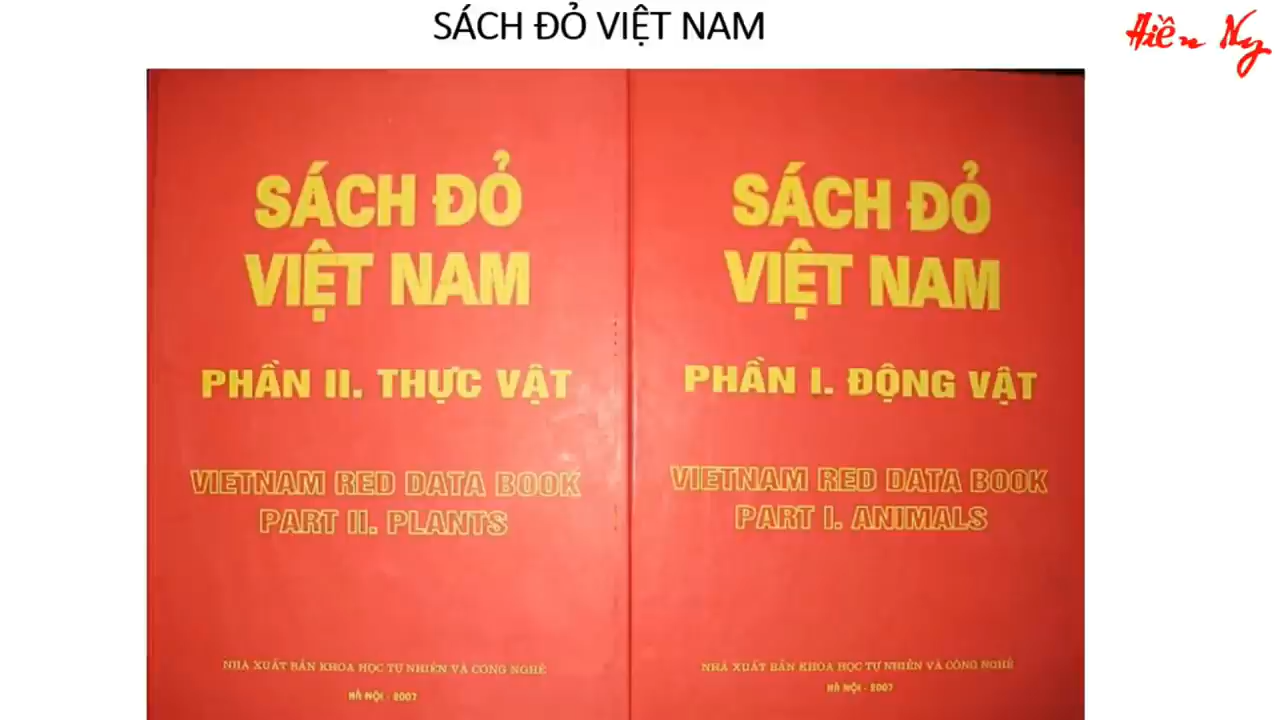 SÁCH ĐỎ VIỆT NAM
Hiền Ny
SÁCH ĐỎ
VIỆT NAM
PHẦN II. THỰC VẬT
VIETNAM RED DATA BOOK
PART II. PLANTS
NHÀ XUẤT BẢN KHOA HỌC TỰ NHIÊN VÀ CÔNG NGHỆ
HÀ NỘI - 2007
SÁCH ĐỎ
VIỆT NAM
PHẦN I. ĐỘNG VẬT
VIETNAM RED DATA BOOK
PART I. ANIMALS
NHÀ XUẤT BẢN KHOA HỌC TỰ NHIÊN VÀ CÔNG NGHỆ
HÀ NỘI - 2007